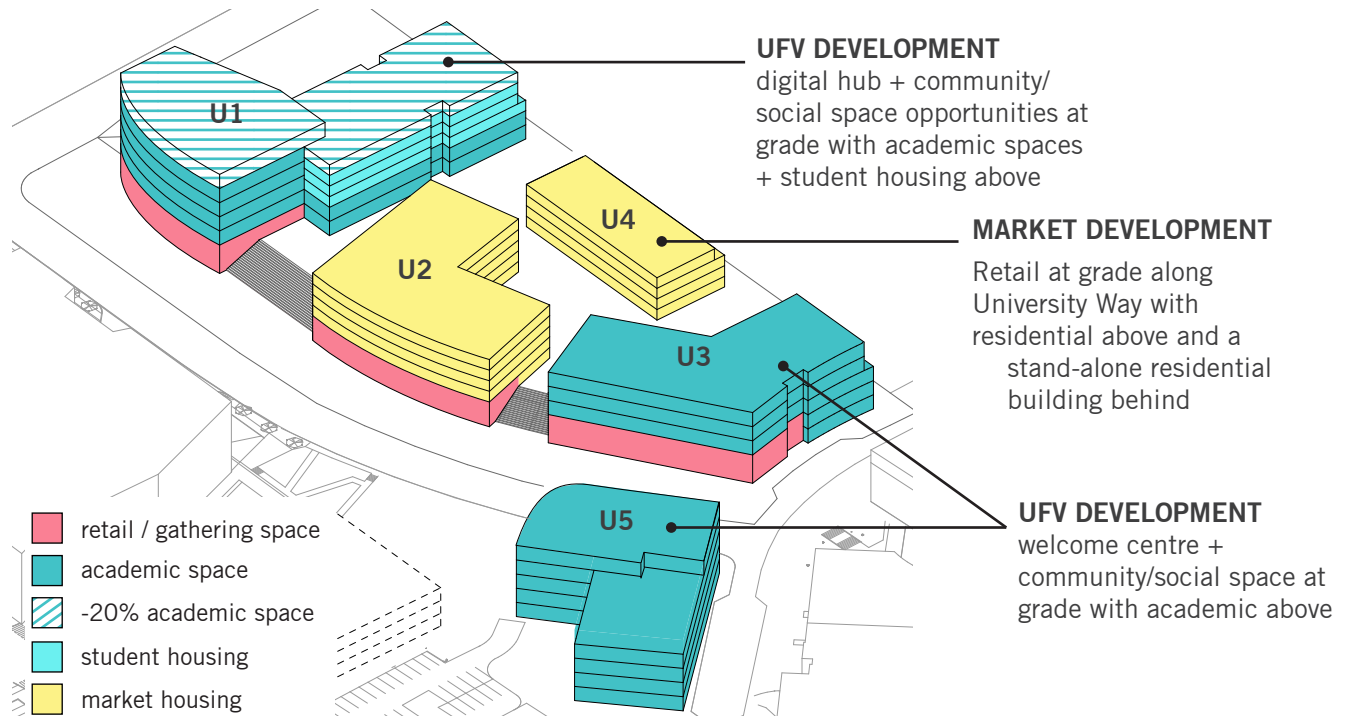 UFV DEVELOPMENT
digital hub + community/
social space opportunities at
grade with academic spaces
+ student housing above
U1
U4
MARKET DEVELOPMENT
Retail at grade along
University Way with
residential above and a
stand-alone residential
building behind
U2
U3
UFV DEVELOPMENT
welcome centre +
community/social space at
grade with academic above
U5
retail / gathering space
academic space
-20% academic space
student housing
market housing